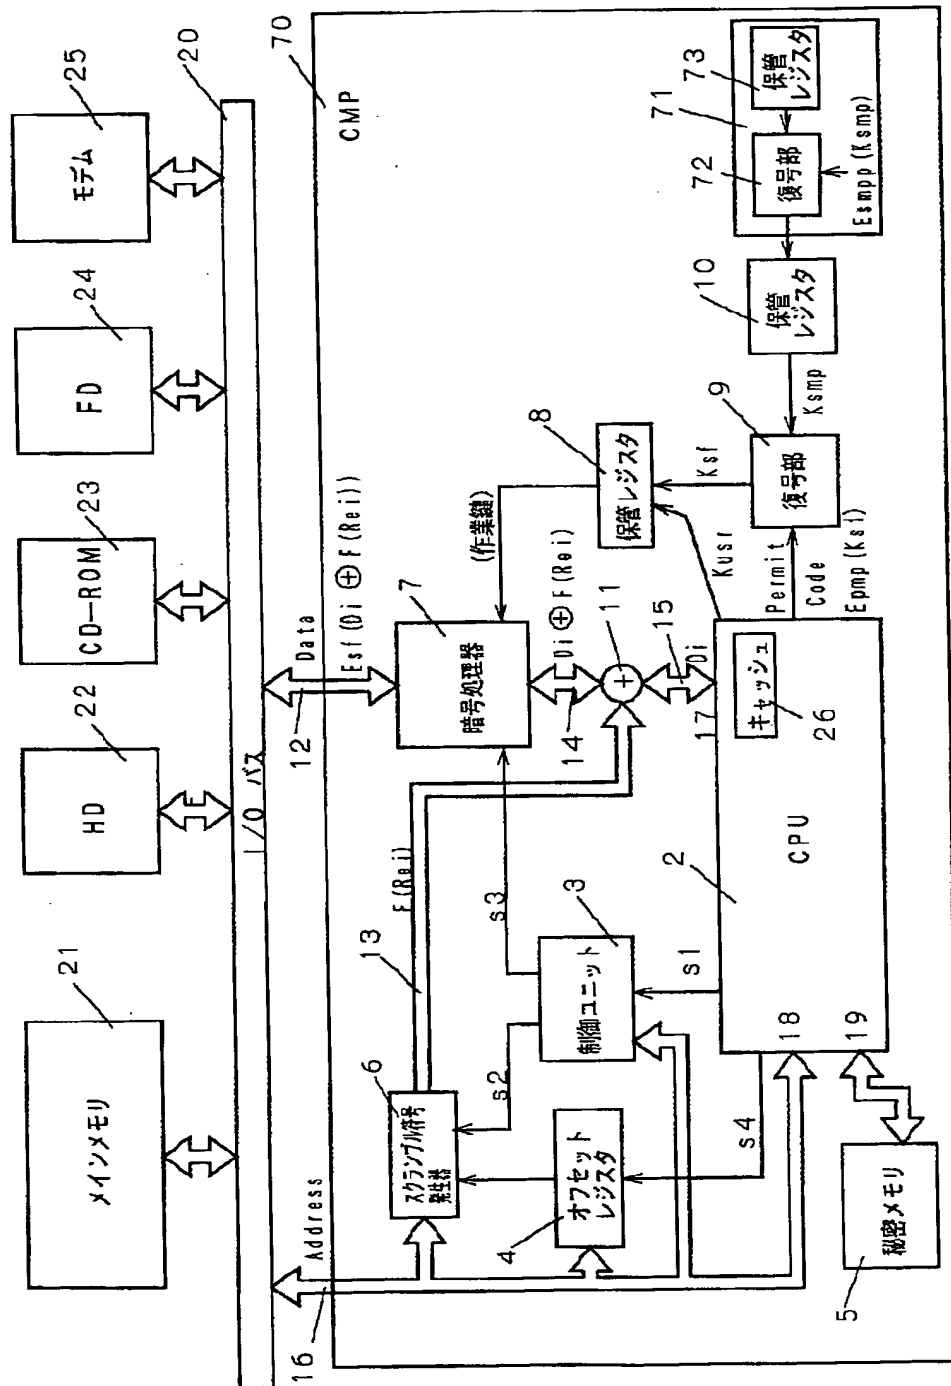 メインメモリ
21
HD
22
CD-ROM
23
FD
24
モデム
25
I/O バス
20
16
Address
12
Data
Esf(Di⊕F(Rei))
CMP
70
スクランブル符号
発生器
6
13
F(Rei)
暗号処理器
7
(作業鍵)
14
Di⊕F(Rei)
11
15
Di
オフセット
レジスタ
4
制御ユニット
3
s1
s2
s3
s4
保管レジスタ
8
Kusr
Ksf
復号部
9
Permit
Code
Epmp(Ksf)
Ksmp
保管
レジスタ
10
71
復号部
72
保管
レジスタ
73
Esmpp(Ksmp)
CPU
2
17
18
19
キャッシュ
26
秘密メモリ
5